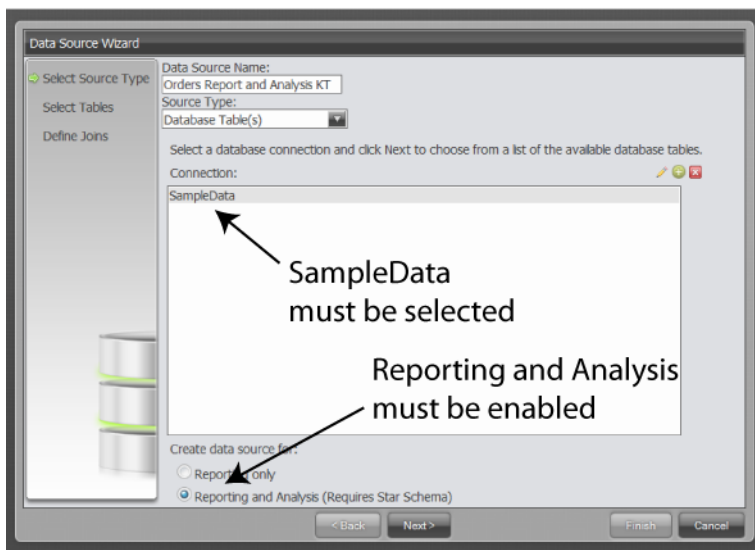 Data Source Wizard
Select Source Type
Select Tables
Define Joins
Data Source Name:
Orders Report and Analysis KT
Source Type:
Database Table(s)
Select a database connection and click Next to choose from a list of the available database tables.
Connection:
SampleData
SampleData
must be selected
Reporting and Analysis
must be enabled
Create data source for:
Reporting only
Reporting and Analysis (Requires Star Schema)
< Back
Next >
Finish
Cancel